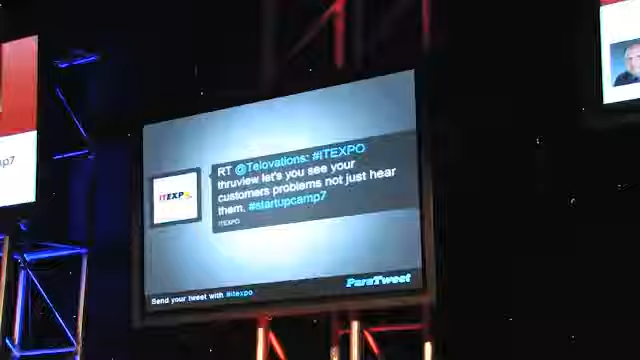 RT @Telovations: #ITEXPO
thruview let's you see your
customers problems not just hear
them. #startupcamp7
ITEXPO
ITEXPO
Send your tweet with #itexpo
ParaTweet
mp7